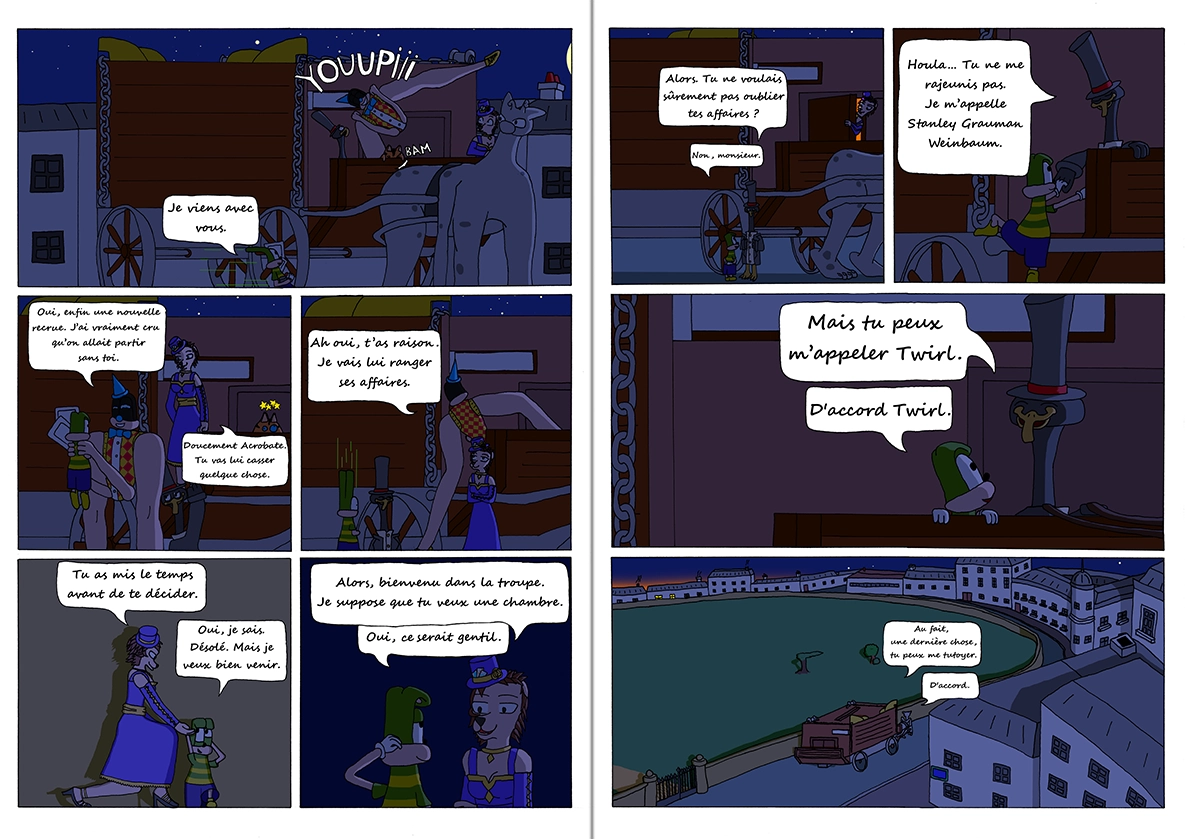 YOUUPiii
BAM
Je viens avec
vous.
Oui, enfin une nouvelle
recrue. J'ai vraiment cru
qu'on allait partir
sans toi.
Doucement Acrobate.
Tu vas lui casser
quelque chose.
Ah oui, t'as raison.
Je vais lui ranger
ses affaires.
Tu as mis le temps
avant de te décider.
Oui, je sais.
Désolé. Mais je
veux bien venir.
Alors, bienvenu dans la troupe.
Je suppose que tu veux une chambre.
Oui, ce serait gentil.
Alors. Tu ne voulais
sûrement pas oublier
tes affaires ?
Non, monsieur.
Houla... Tu ne me
rajeunis pas.
Je m'appelle
Stanley Grauman
Weinbaum.
Mais tu peux
m'appeler Twirl.
D'accord Twirl.
Au fait,
une dernière chose,
tu peux me tutoyer.
D'accord.